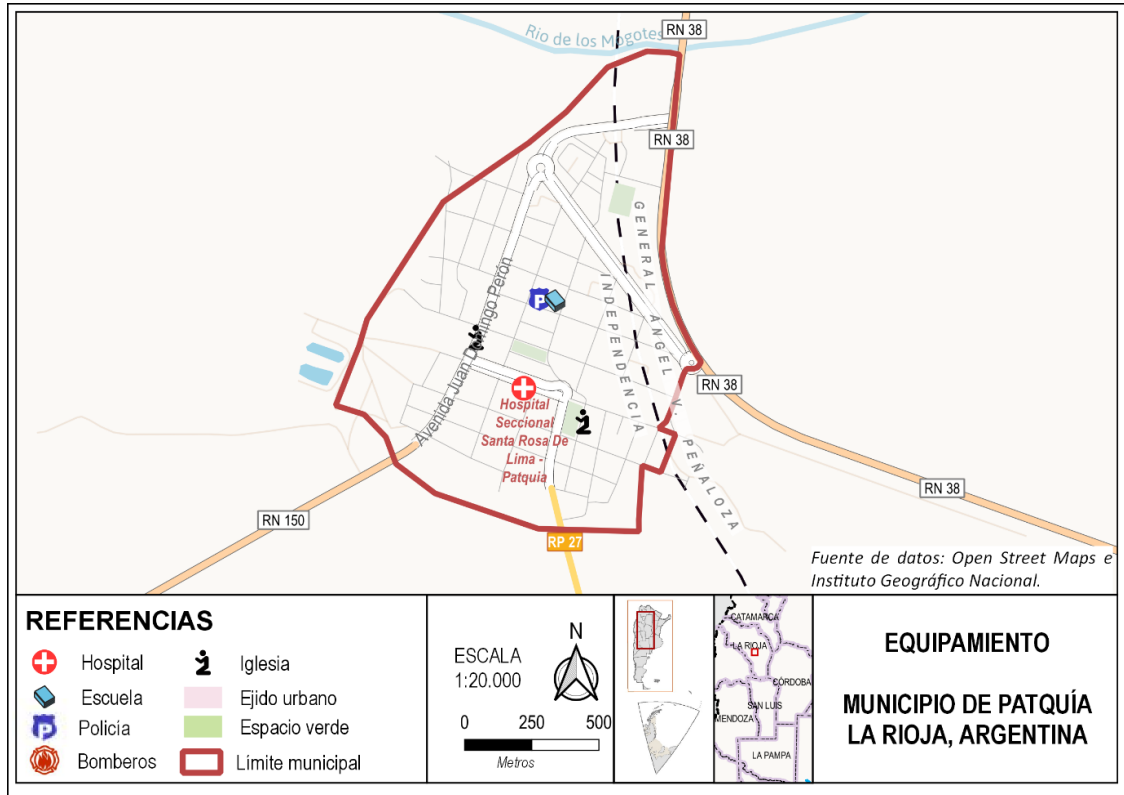 Río de los Mogotes
RN 38
RN 38
GENERAL ÁNGEL V. PEÑALOZA
INDEPENDENCIA
Avenida Juan Domingo Perón
P
RN 38
Hospital
Seccional
Santa Rosa De
Lima -
Patquia
RN 38
RN 150
RP 27
Fuente de datos: Open Street Maps e
Instituto Geográfico Nacional.
REFERENCIAS
Hospital
Iglesia
Escuela
Ejido urbano
P
Policía
Espacio verde
Bomberos
Límite municipal
ESCALA
1:20.000
N
0 250 500
Metros
CATAMARCA
LA RIOJA
CÓRDOBA
SAN LUIS
MENDOZA
LA PAMPA
EQUIPAMIENTO
MUNICIPIO DE PATQUÍA
LA RIOJA, ARGENTINA